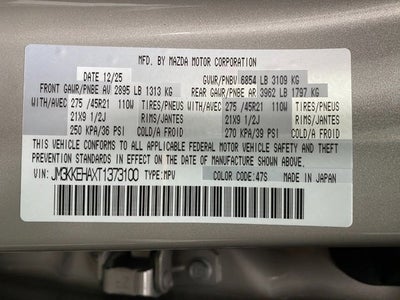 MFD. BY MAZDA MOTOR CORPORATION
DATE 12/25 GVWR/PNBV 6854 LB 3109 KG
FRONT GAWR/PNBE AV 2895 LB 1313 KG REAR GAWR/PNBE AR 3962 LB 1797 KG
WITH/AVEC 275 /45R21 110W TIRES/PNEUS WITH/AVEC 275 /45R21 110W TIRES/PNEUS
21X9 1/2J RIMS/JANTES 21X9 1/2J RIMS/JANTES
250 KPA/36 PSI COLD/A FROID 270 KPA/39 PSI COLD/A FROID
THIS VEHICLE CONFORMS TO ALL APPLICABLE FEDERAL MOTOR VEHICLE SAFETY AND THEFT
PREVENTION STANDARDS IN EFFECT ON THE DATE OF MANUFACTURE SHOWN ABOVE.
VIN: JM3KKEHAXT1373100 TYPE:MPV COLOR CODE:47S MADE IN JAPAN